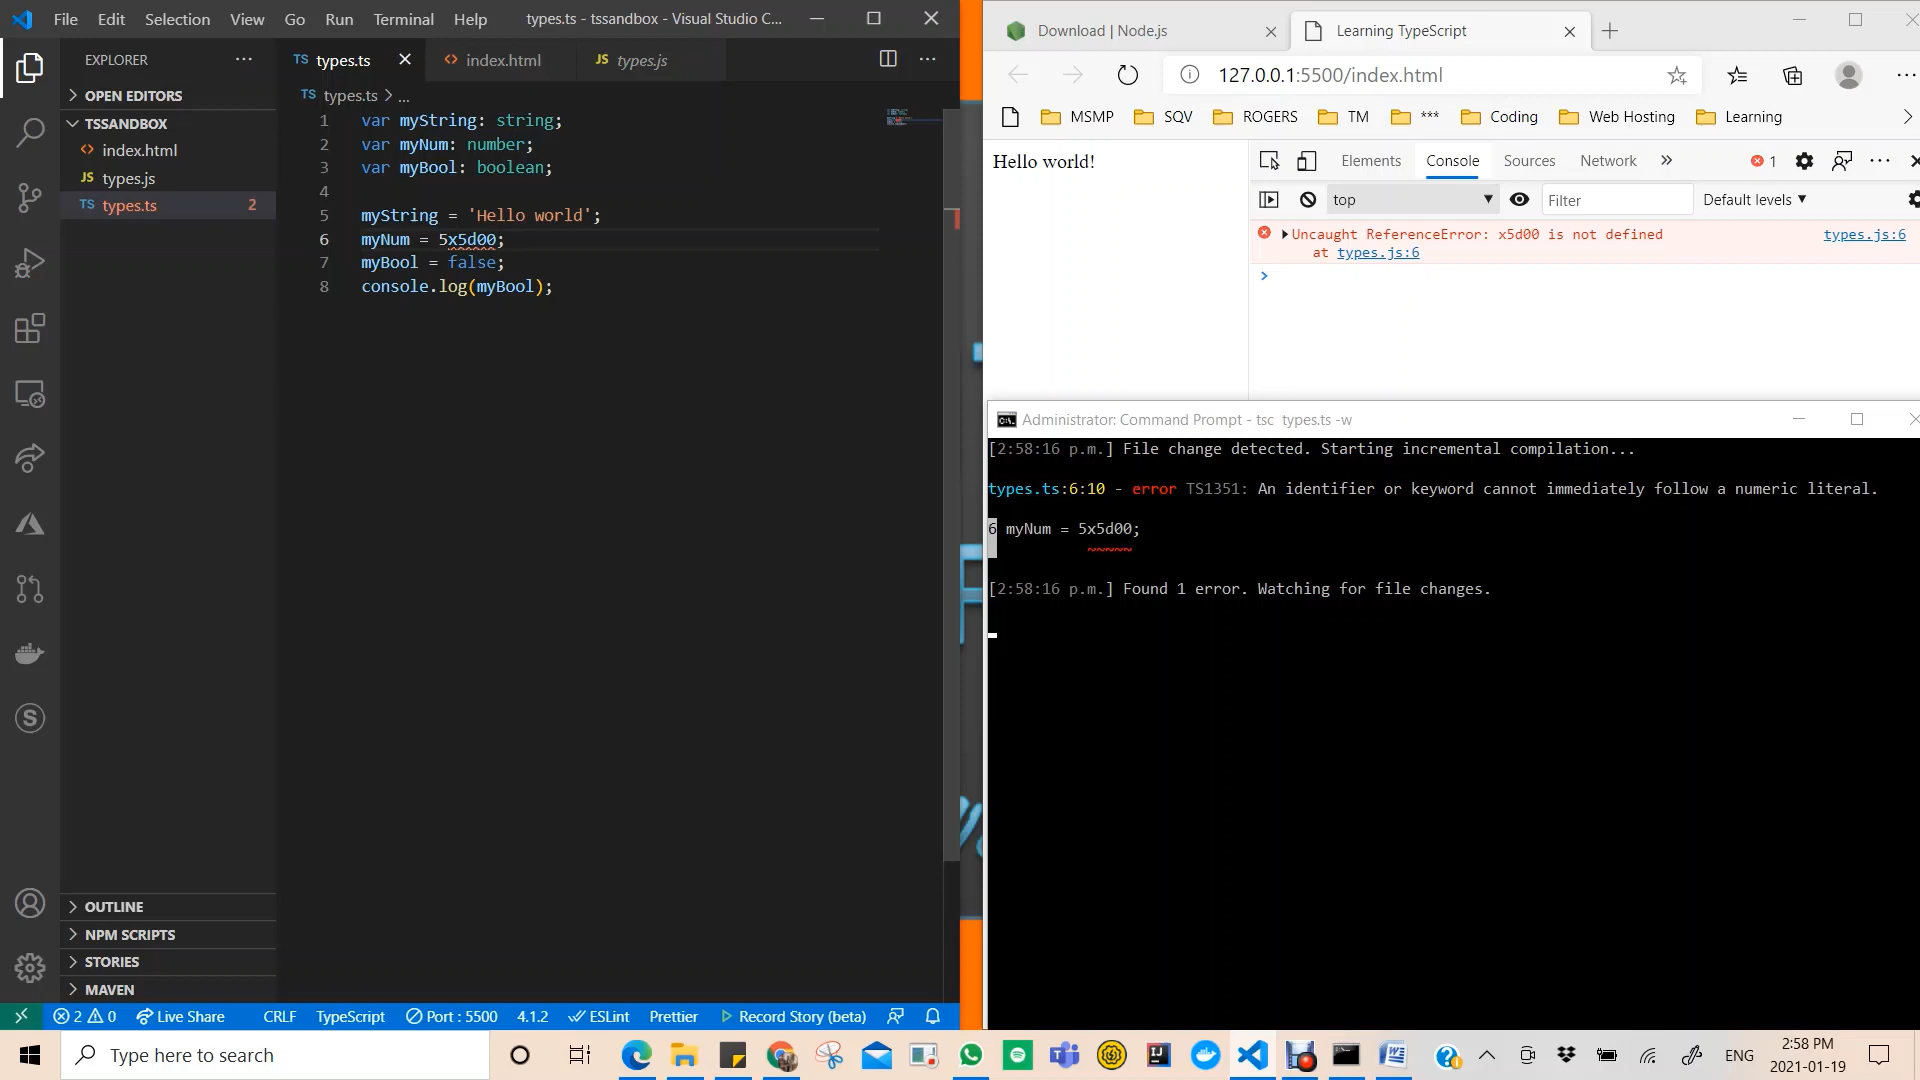 File Edit Selection View Go Run Terminal Help types.ts - tssandbox - Visual Studio C...
EXPLORER
OPEN EDITORS
TSSANDBOX
index.html
types.js
types.ts 2
OUTLINE
NPM SCRIPTS
STORIES
MAVEN
TS types.ts index.html JS types.js
TS types.ts > ...
1 var myString: string;
2 var myNum: number;
3 var myBool: boolean;
4
5 myString = 'Hello world';
6 myNum = 5x5d00;
7 myBool = false;
8 console.log(myBool);
2 0 Live Share CRLF TypeScript Port : 5500 4.1.2 ESLint Prettier Record Story (beta)
Download | Node.js Learning TypeScript
127.0.0.1:5500/index.html
MSMP SQV ROGERS TM *** Coding Web Hosting Learning
Hello world!
Elements Console Sources Network 1
top Filter Default levels
Uncaught ReferenceError: x5d00 is not defined types.js:6
at types.js:6
Administrator: Command Prompt - tsc types.ts -w
[2:58:16 p.m.] File change detected. Starting incremental compilation...
types.ts:6:10 - error TS1351: An identifier or keyword cannot immediately follow a numeric literal.
6 myNum = 5x5d00;
~~~~~
[2:58:16 p.m.] Found 1 error. Watching for file changes.
Type here to search
ENG
2:58 PM
2021-01-19